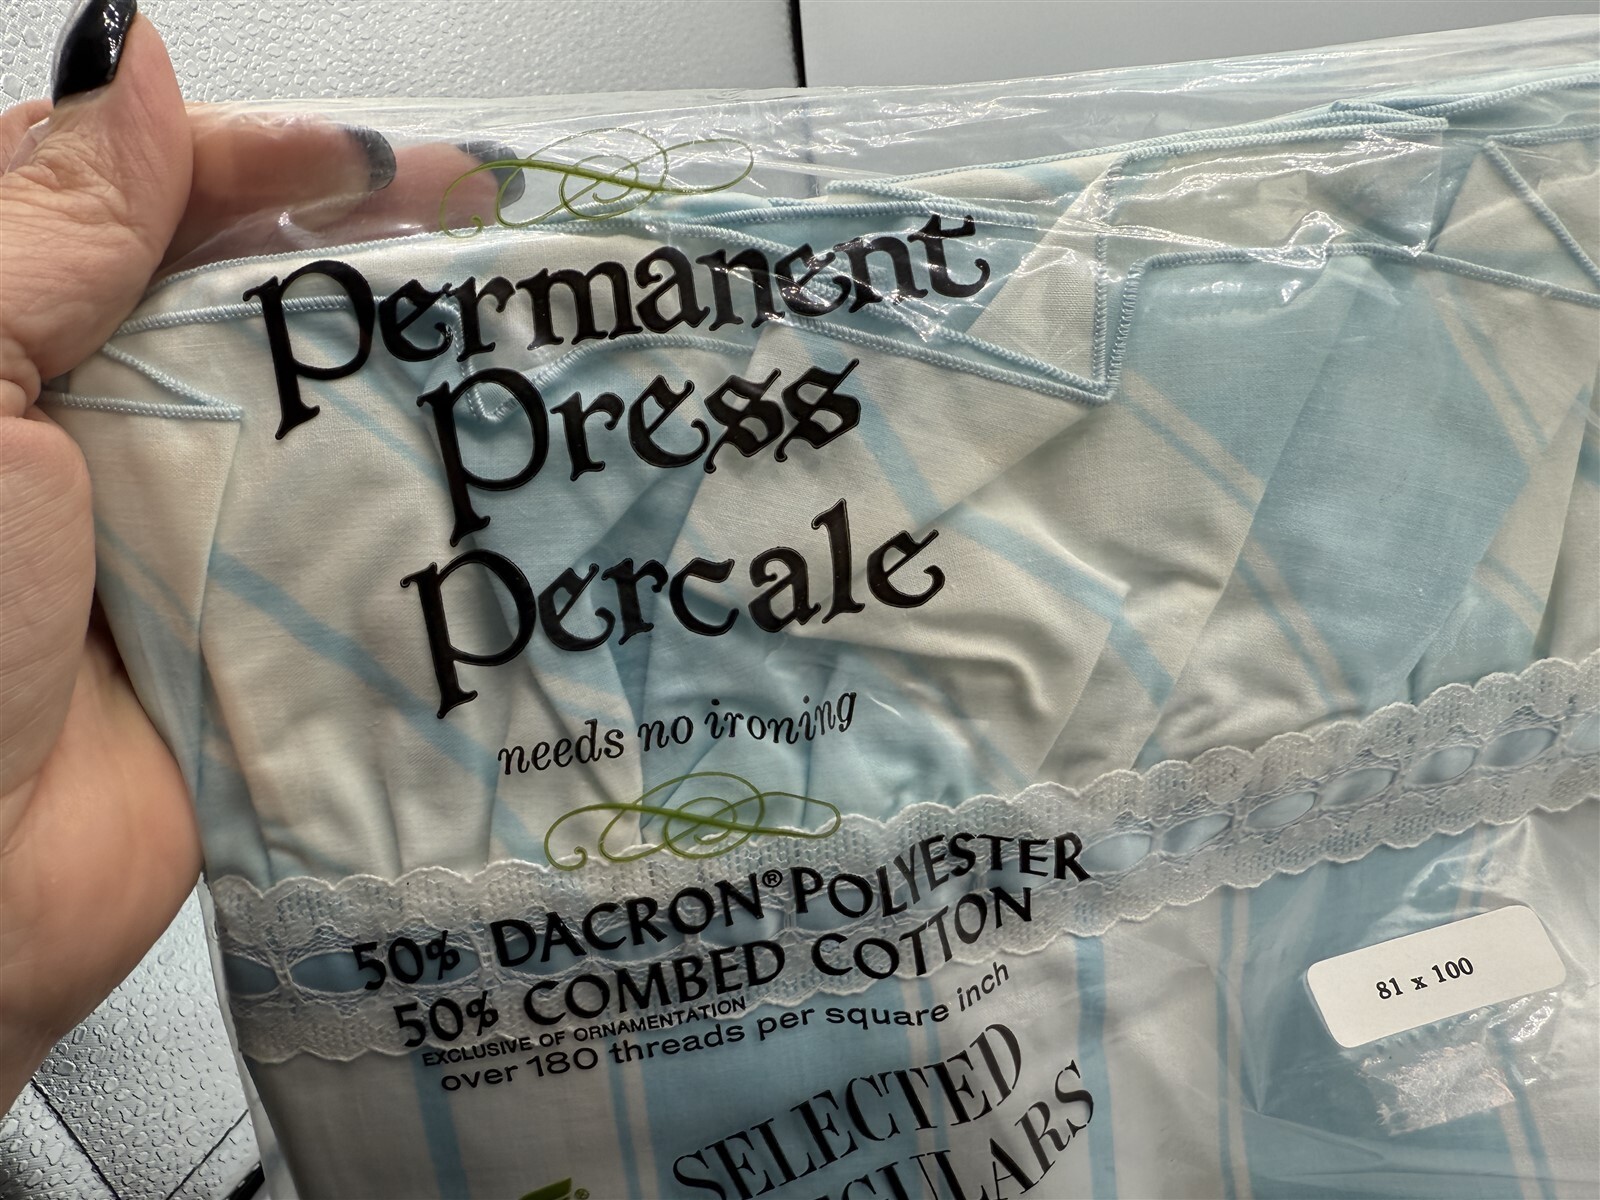 Permanent
Press
Percale
needs no ironing
50% DACRON® POLYESTER
50% COMBED COTTON
EXCLUSIVE OF ORNAMENTATION
over 180 threads per square inch
81 x 100
SELECTED
®